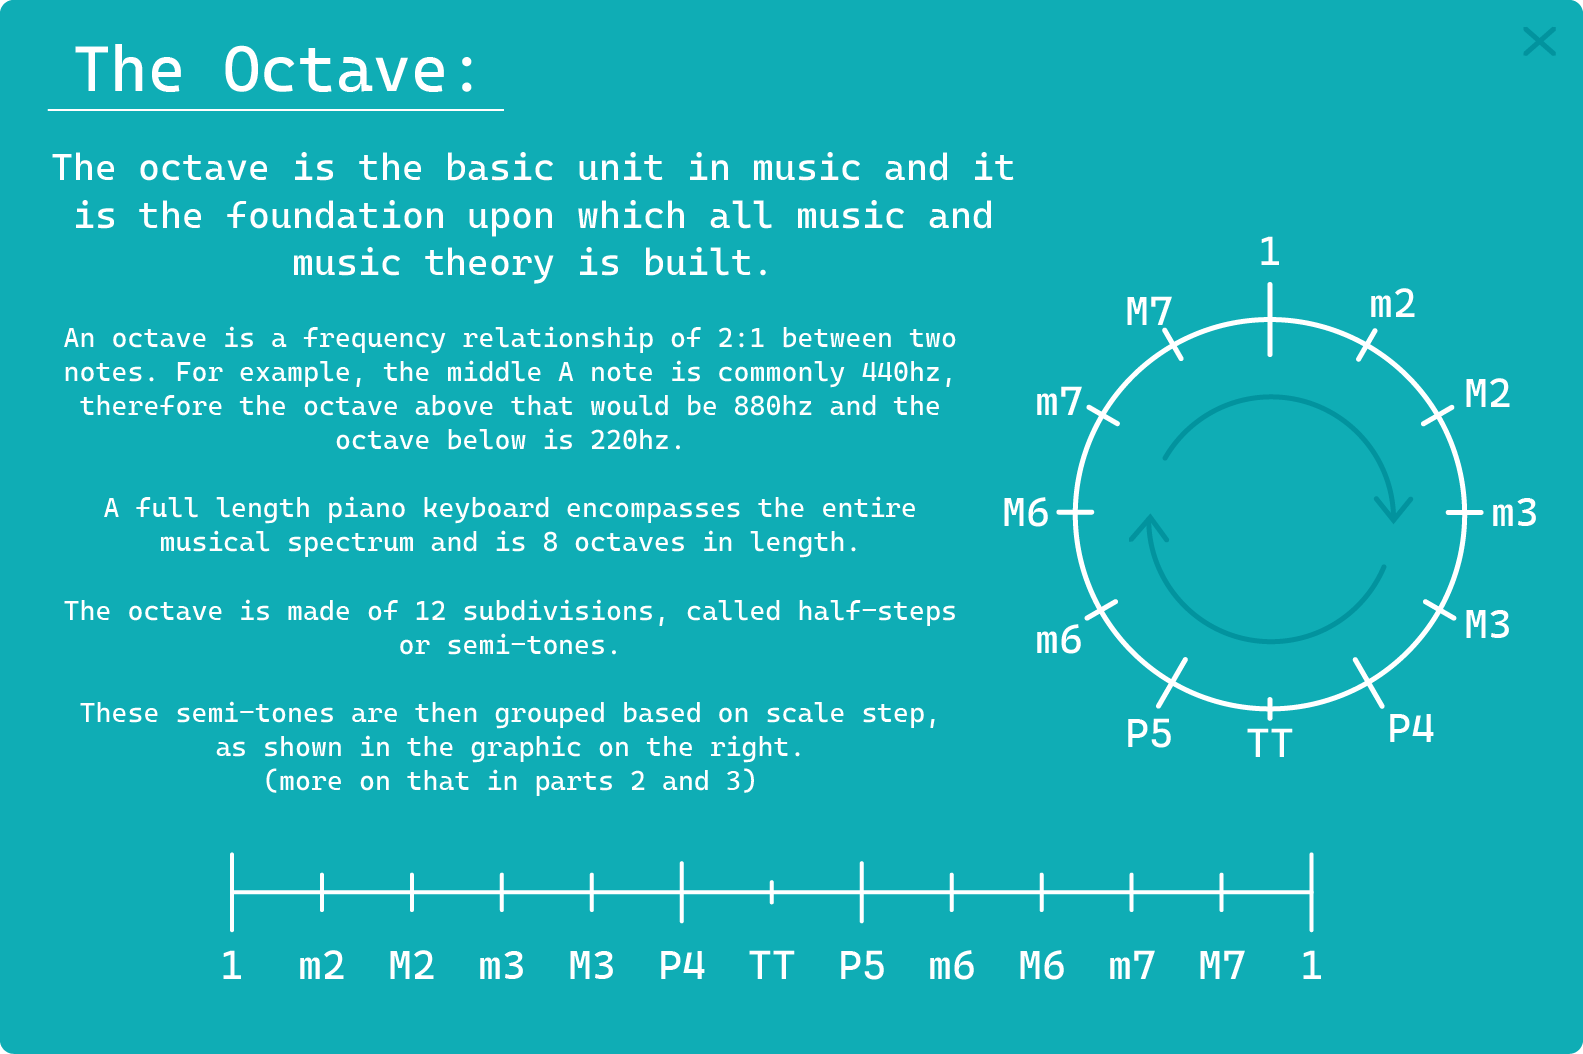 The Octave:
The octave is the basic unit in music and it
is the foundation upon which all music and
music theory is built.
An octave is a frequency relationship of 2:1 between two
notes. For example, the middle A note is commonly 440hz,
therefore the octave above that would be 880hz and the
octave below is 220hz.
A full length piano keyboard encompasses the entire
musical spectrum and is 8 octaves in length.
The octave is made of 12 subdivisions, called half-steps
or semi-tones.
These semi-tones are then grouped based on scale step,
as shown in the graphic on the right.
(more on that in parts 2 and 3)
1
m2
M2
m3
M3
P4
TT
P5
m6
M6
m7
M7
1 m2 M2 m3 M3 P4 TT P5 m6 M6 m7 M7 1